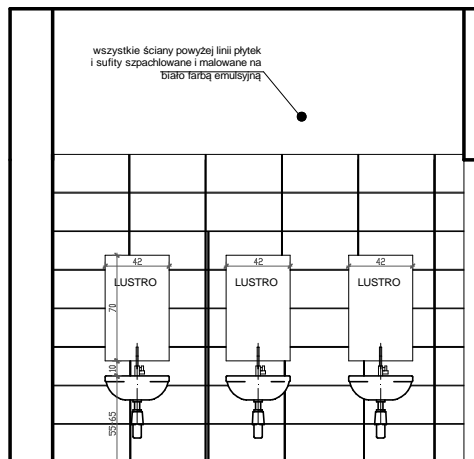 wszystkie ściany powyżej linii płytek
i sufity szpachlowane i malowane na
biało farbą emulsyjną
42
42
42
LUSTRO
LUSTRO
LUSTRO
70
10
55-65